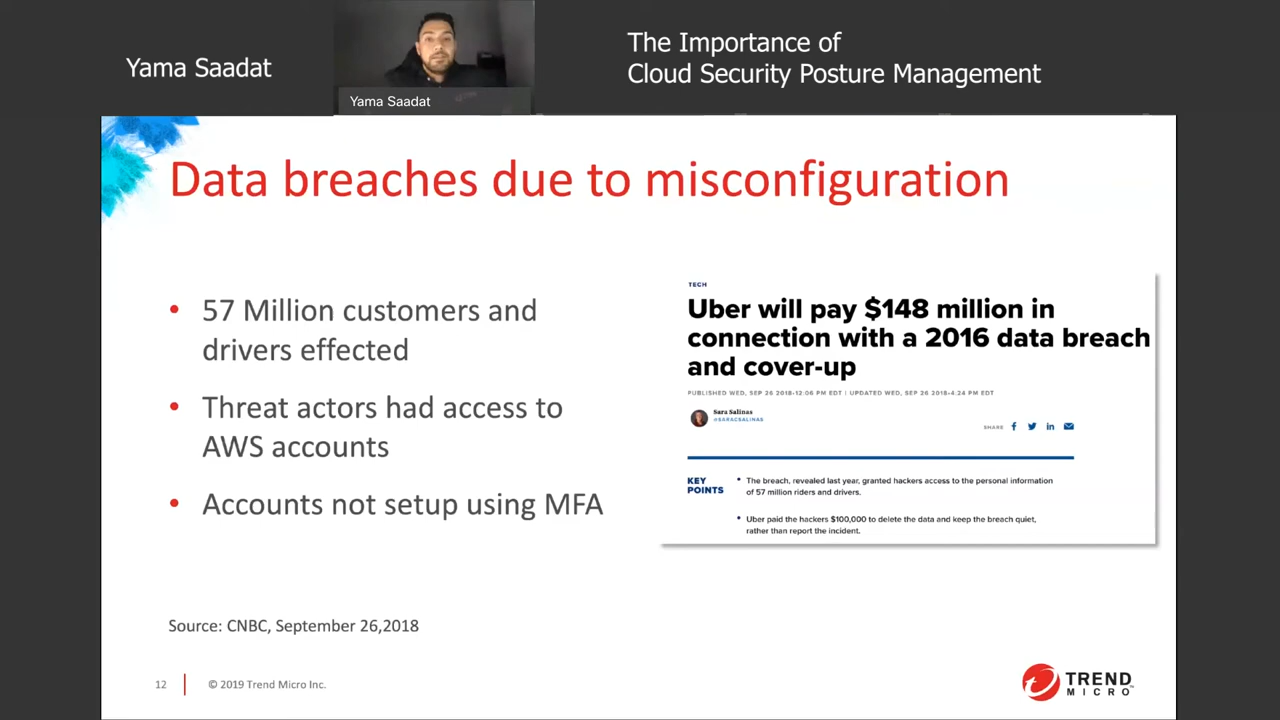 Yama Saadat
Yama Saadat
The Importance of
Cloud Security Posture Management
Data breaches due to misconfiguration
• 57 Million customers and
drivers effected
• Threat actors had access to
AWS accounts
• Accounts not setup using MFA
TECH
Uber will pay $148 million in
connection with a 2016 data breach
and cover-up
PUBLISHED WED, SEP 26 2018•12:06 PM EDT | UPDATED WED, SEP 26 2018•4:24 PM EDT
Sara Salinas
@SARACSALINAS
SHARE
KEY
POINTS
• The breach, revealed last year, granted hackers access to the personal information
of 57 million riders and drivers.
• Uber paid the hackers $100,000 to delete the data and keep the breach quiet,
rather than report the incident.
Source: CNBC, September 26,2018
12
© 2019 Trend Micro Inc.
TREND
MICRO™